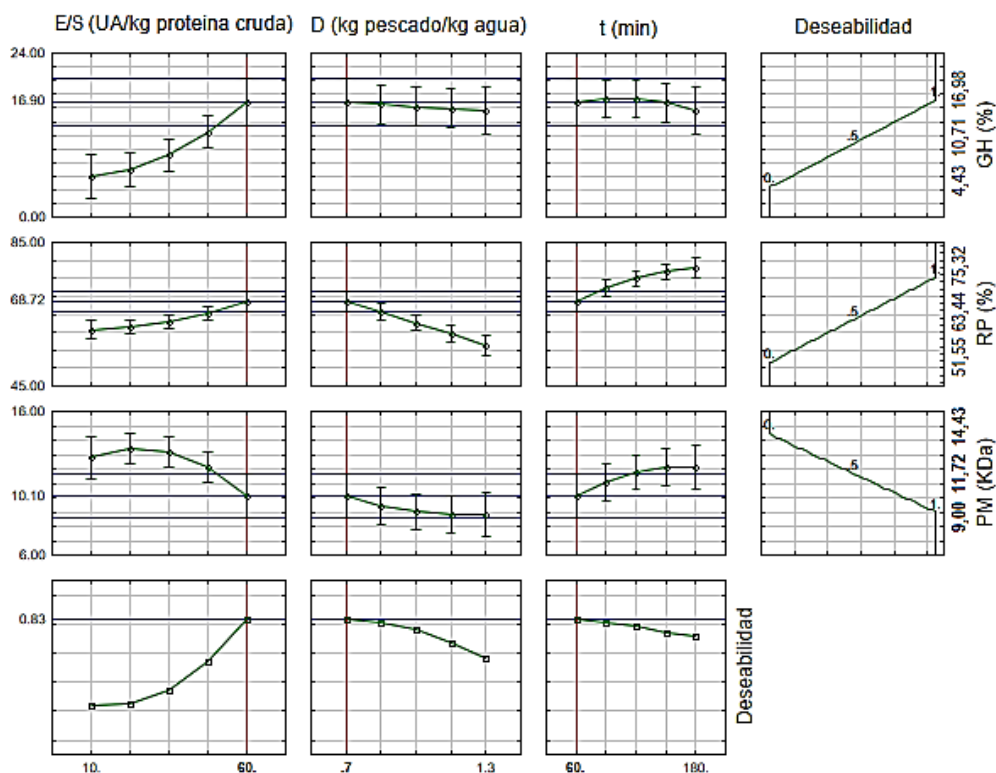 E/S (UA/kg proteina cruda) D (kg pescado/kg agua) t (min) Deseabilidad
24.00
16.90
0.00
0. .5 1.
4,43 10,71 16,98
GH (%)
85.00
68.72
45.00
0. .5 1.
51,55 63,44 75,32
RP (%)
16.00
10.10
6.00
0. .5 1.
9,00 11,72 14,43
PM (KDa)
0.83
Deseabilidad
10. 60. .7 1.3 60. 180.